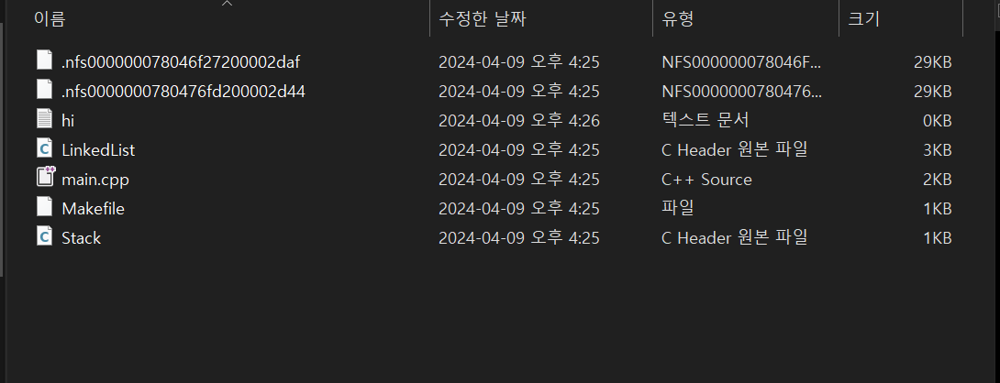 이름 수정한 날짜 유형 크기
.nfs000000078046f27200002daf 2024-04-09 오후 4:25 NFS000000078046F... 29KB
.nfs0000000780476fd200002d44 2024-04-09 오후 4:25 NFS0000000780476... 29KB
hi 2024-04-09 오후 4:26 텍스트 문서 0KB
LinkedList 2024-04-09 오후 4:25 C Header 원본 파일 3KB
main.cpp 2024-04-09 오후 4:25 C++ Source 2KB
Makefile 2024-04-09 오후 4:25 파일 1KB
Stack 2024-04-09 오후 4:25 C Header 원본 파일 1KB